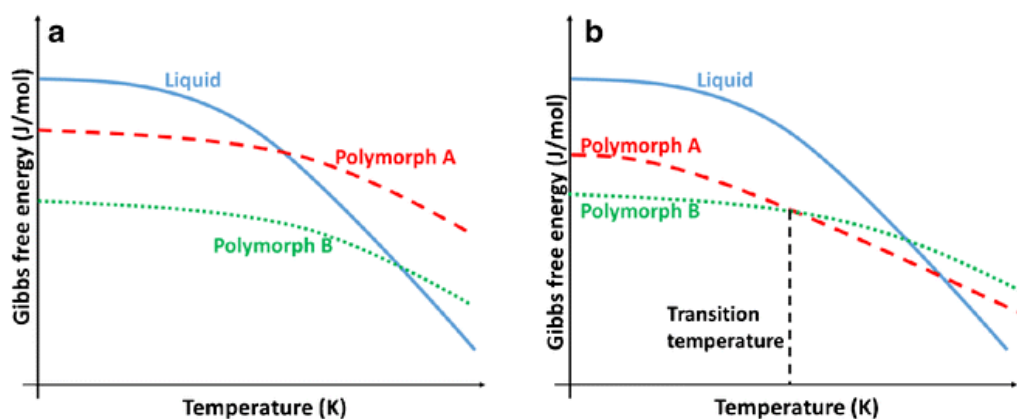 a
Gibbs free energy (J/mol)
Liquid
Polymorph A
Polymorph B
Temperature (K)
b
Gibbs free energy (J/mol)
Liquid
Polymorph A
Polymorph B
Transition
temperature
Temperature (K)